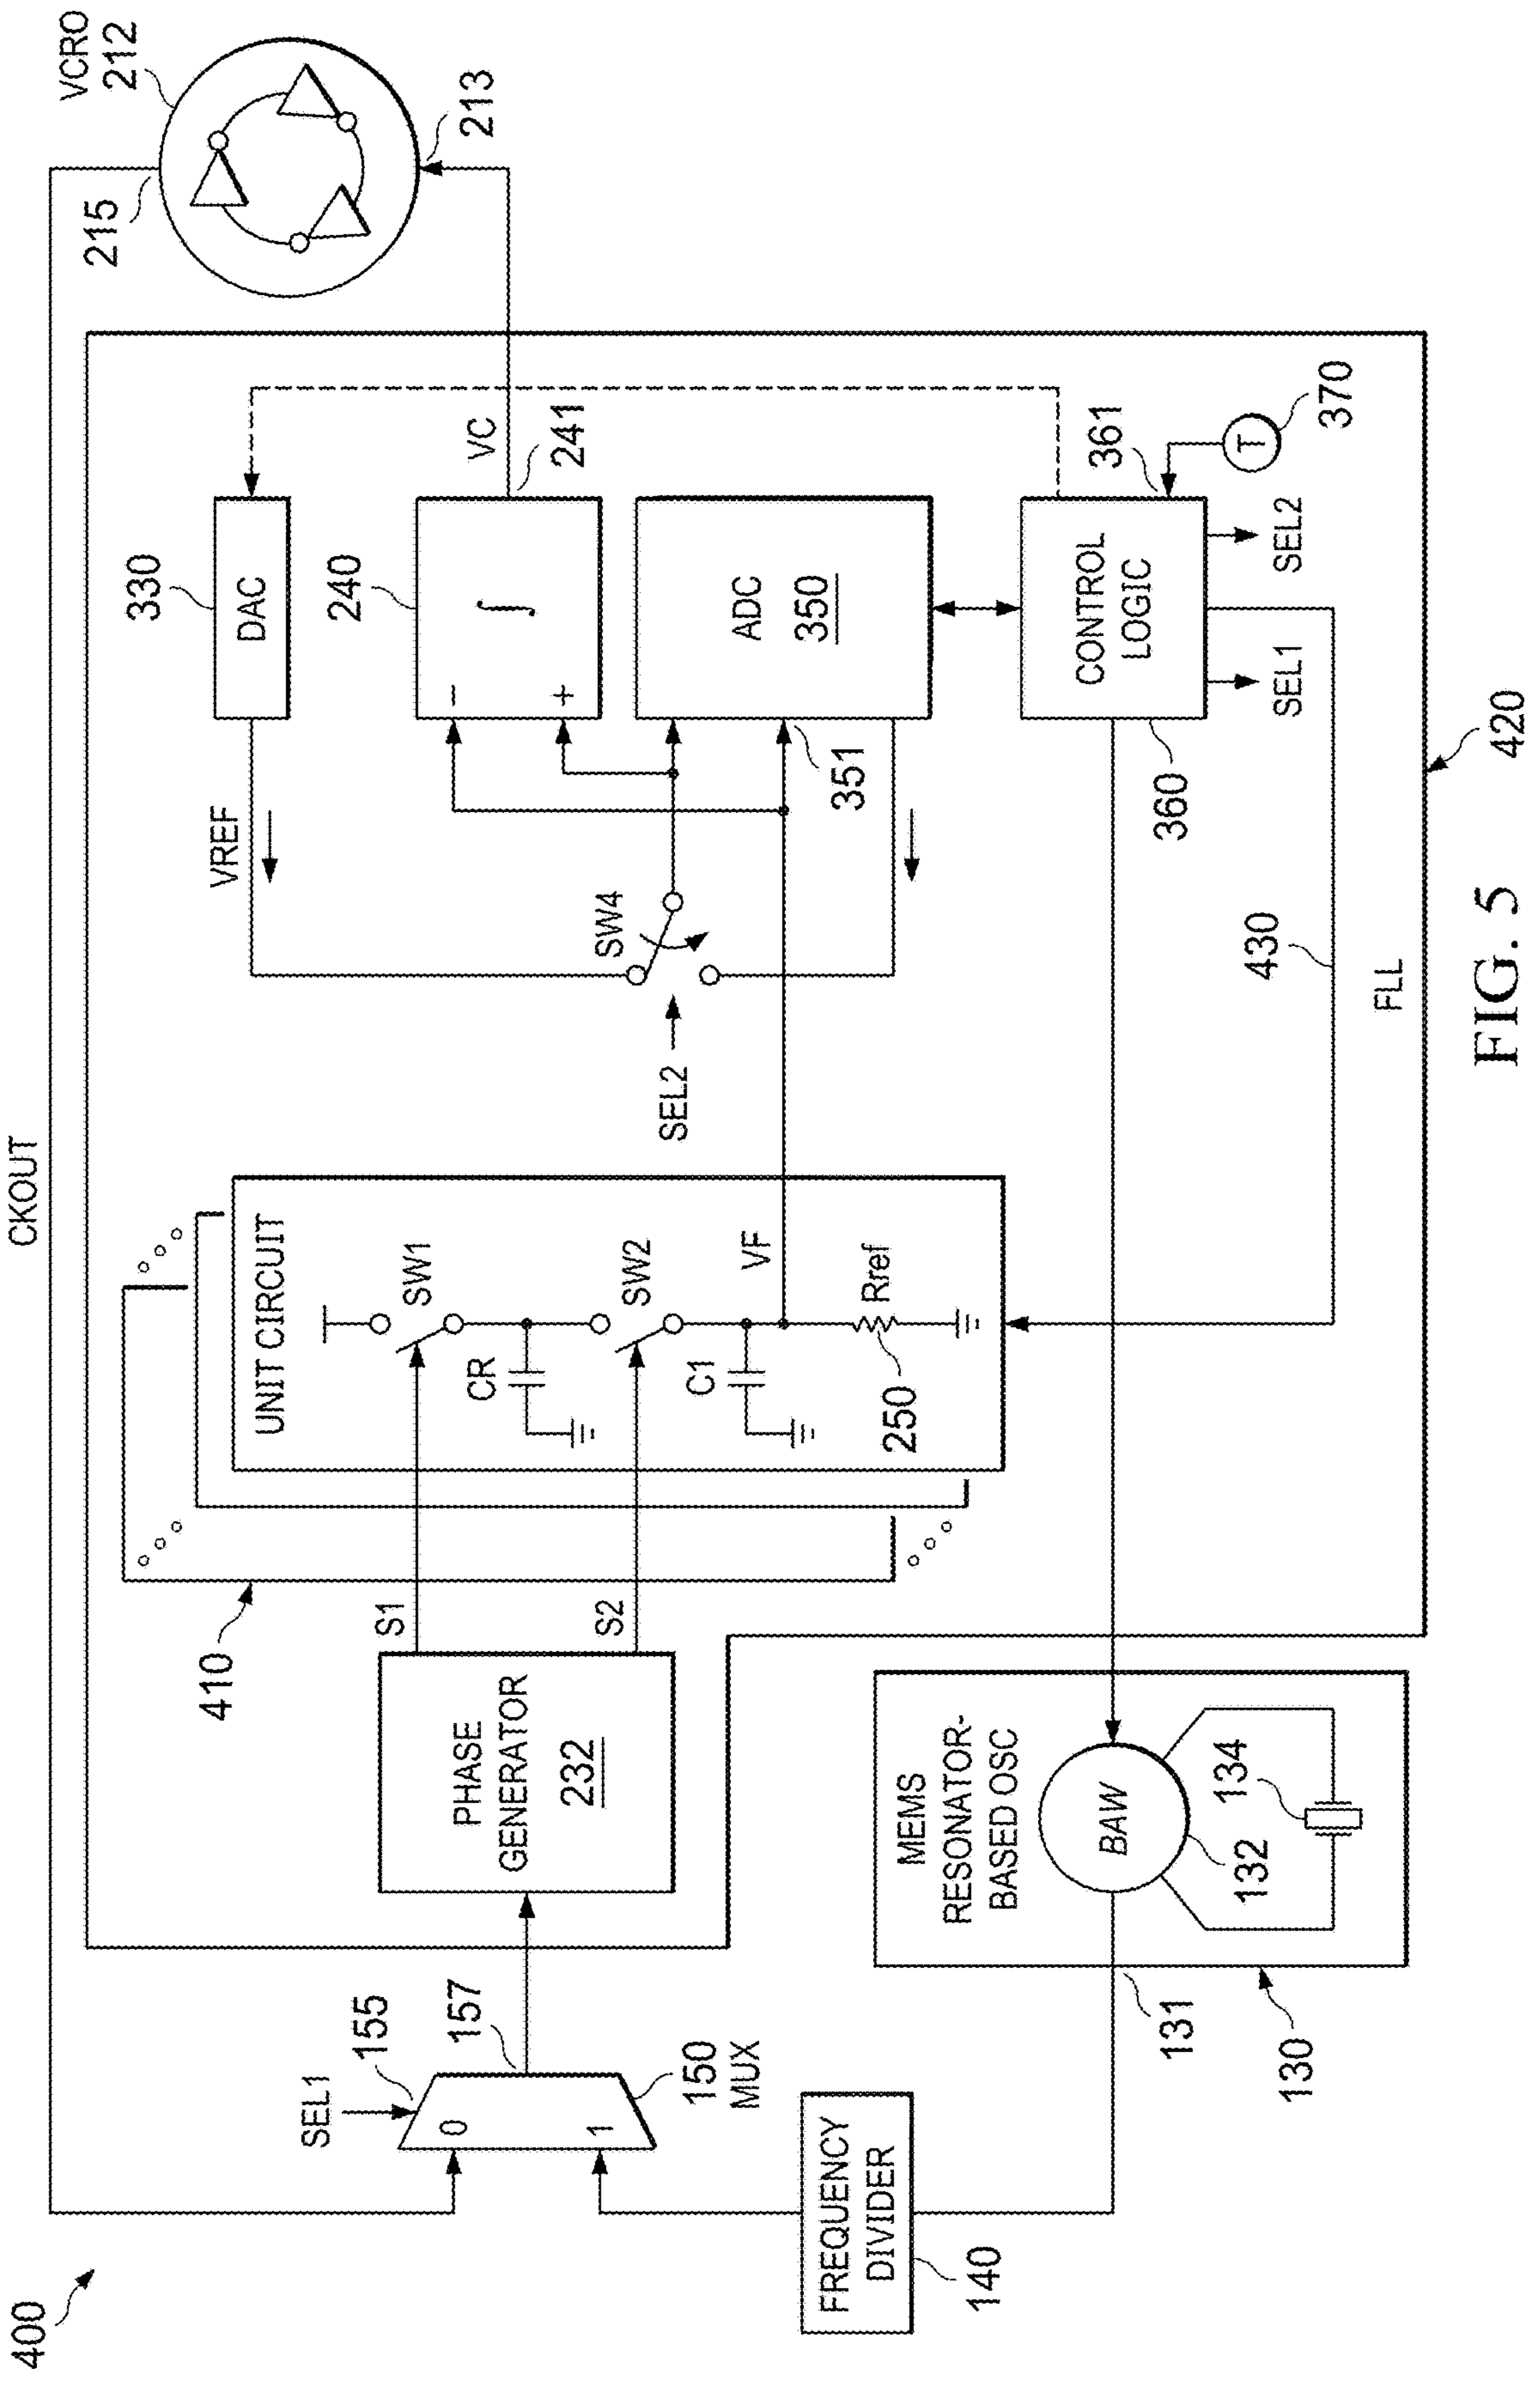 400
CKOUT
VCRO
212
215
213
SEL1
155
157
0
1
150
MUX
FREQUENCY
DIVIDER
140
PHASE
GENERATOR
232
S1
S2
410
UNIT CIRCUIT
SW1
CR
SW2
C1
VF
Rref
250
VREF
DAC
330
SW4
SEL2
−
+
∫
240
VC
241
ADC
350
351
CONTROL
LOGIC
360
361
T
370
SEL1
SEL2
430
FLL
420
MEMS
RESONATOR-
BASED OSC
BAW
132
134
131
130
FIG. 5